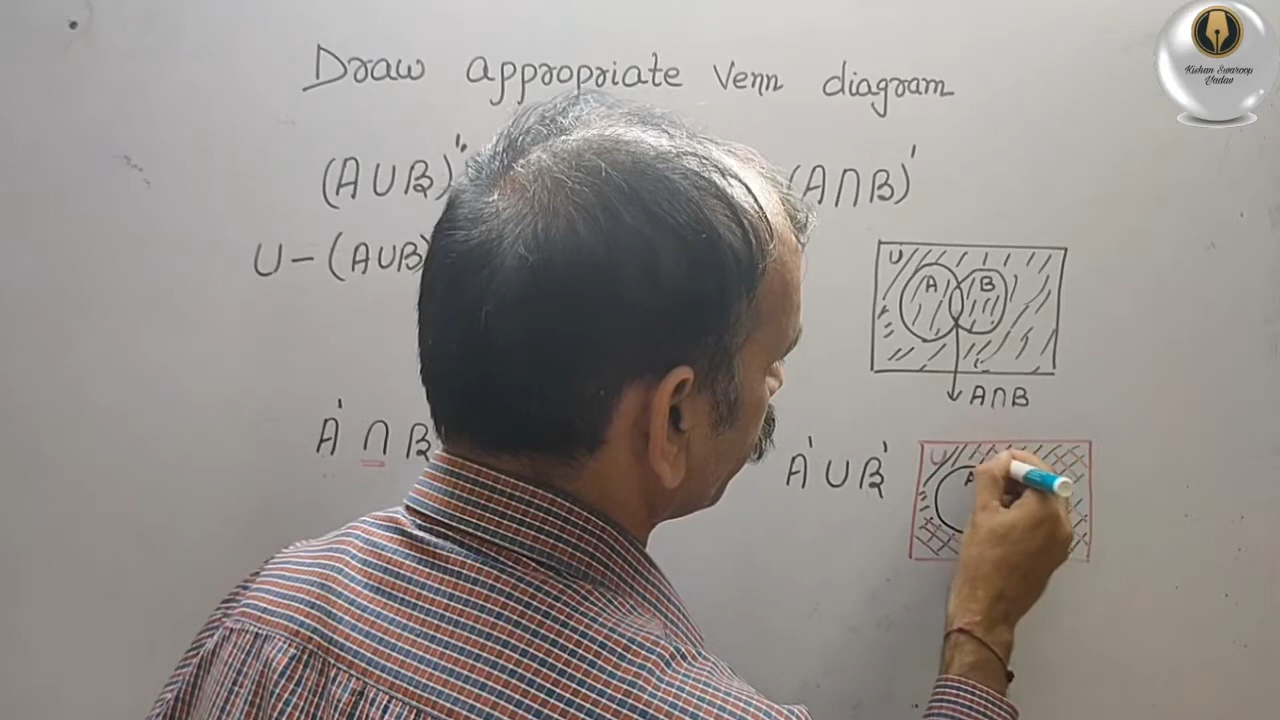 Draw appropriate Venn diagram
(A∪B)'
(A∩B)'
U - (A∪B)
U
A B
A∩B
A' ∩ B
A' ∪ B'
U
A
Kishan Swaroop
Yadav